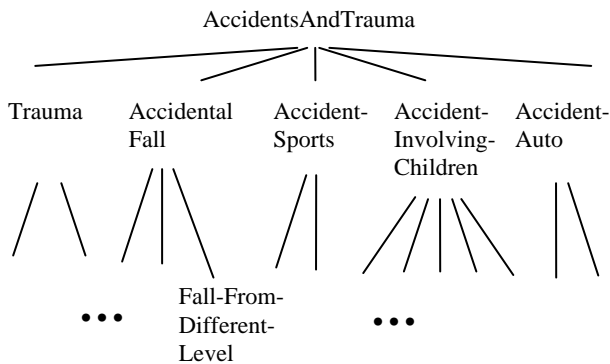 AccidentsAndTrauma
Trauma
Accidental
Fall
Accident-
Sports
Accident-
Involving-
Children
Accident-
Auto
•••
Fall-From-
Different-
Level
•••